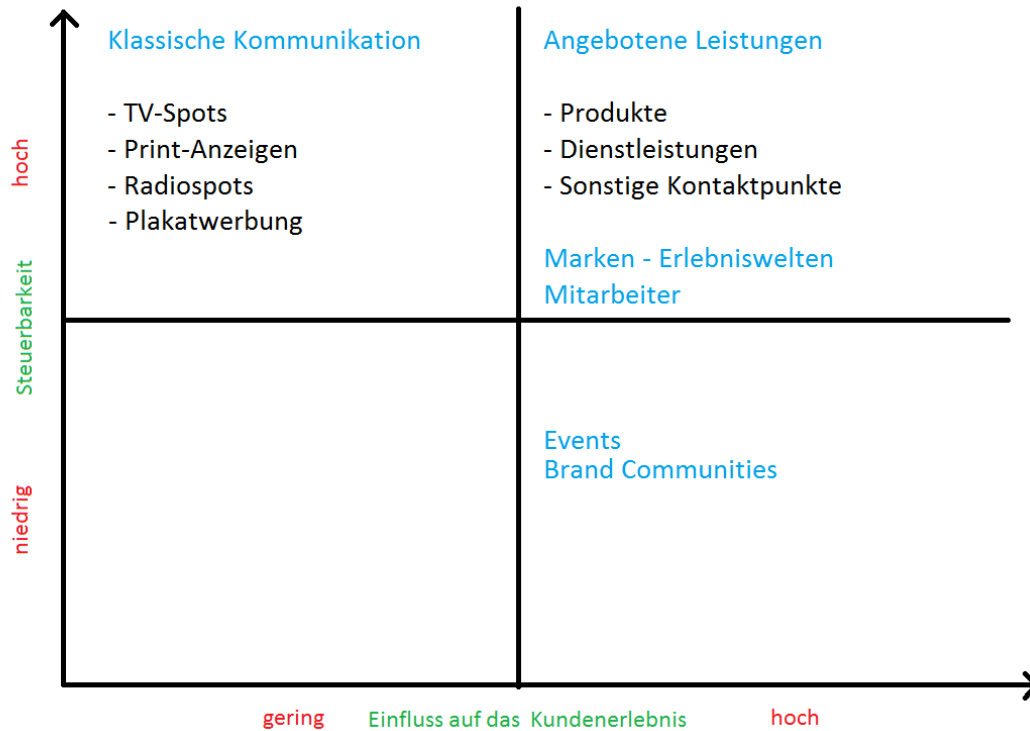 Klassische Kommunikation
- TV-Spots
- Print-Anzeigen
- Radiospots
- Plakatwerbung
Angebotene Leistungen
- Produkte
- Dienstleistungen
- Sonstige Kontaktpunkte
Marken - Erlebniswelten
Mitarbeiter
Events
Brand Communities
hoch
Steuerbarkeit
niedrig
gering
Einfluss auf das Kundenerlebnis
hoch